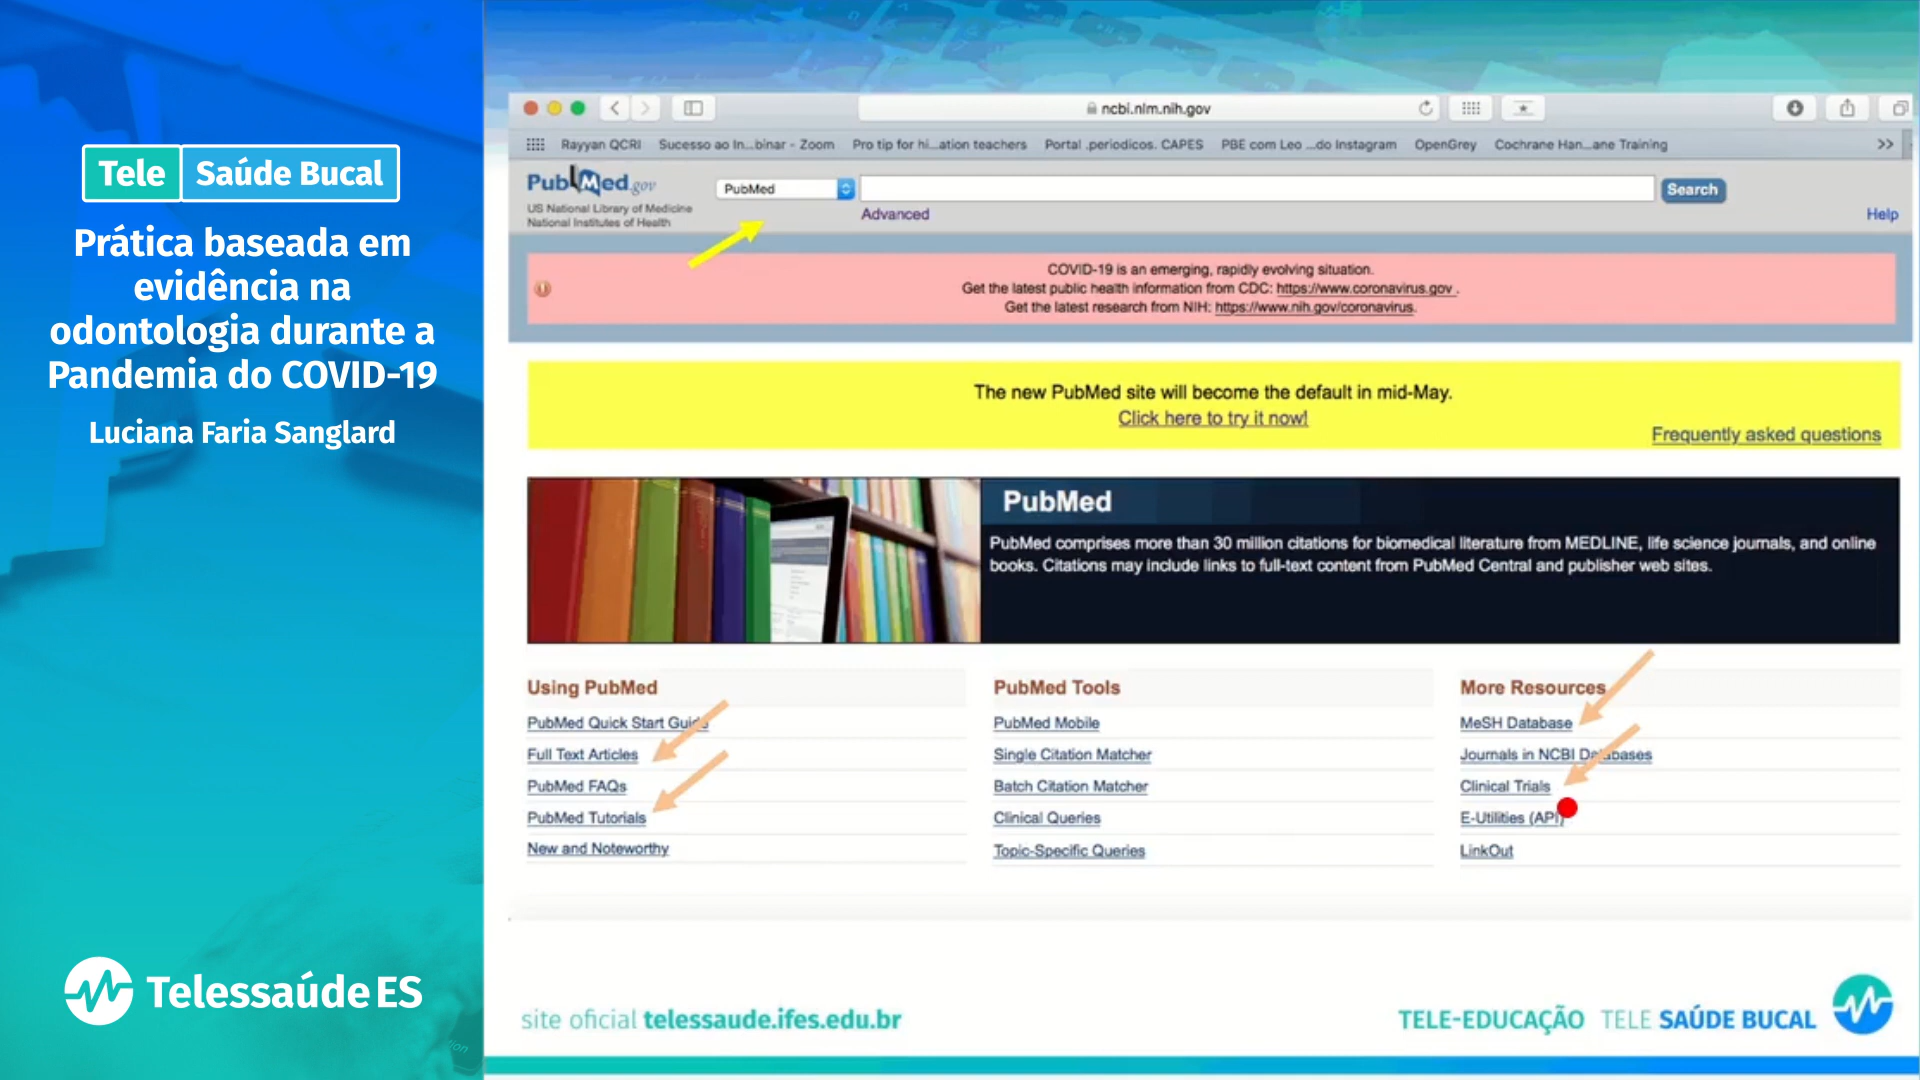 Tele Saúde Bucal
Prática baseada em
evidência na
odontologia durante a
Pandemia do COVID-19
Luciana Faria Sanglard
TelessaúdeES
ncbi.nlm.nih.gov
Rayyan QCRI Sucesso ao In...binar - Zoom Pro tip for hi...ation teachers Portal .periodicos. CAPES PBE com Leo ...do Instagram OpenGrey Cochrane Han...ane Training >>
PubMed.gov
US National Library of Medicine
National Institutes of Health
PubMed
Search
Advanced
Help
COVID-19 is an emerging, rapidly evolving situation.
Get the latest public health information from CDC: https://www.coronavirus.gov .
Get the latest research from NIH: https://www.nih.gov/coronavirus.
The new PubMed site will become the default in mid-May.
Click here to try it now!
Frequently asked questions
PubMed
PubMed comprises more than 30 million citations for biomedical literature from MEDLINE, life science journals, and online
books. Citations may include links to full-text content from PubMed Central and publisher web sites.
Using PubMed
PubMed Quick Start Guide
Full Text Articles
PubMed FAQs
PubMed Tutorials
New and Noteworthy
PubMed Tools
PubMed Mobile
Single Citation Matcher
Batch Citation Matcher
Clinical Queries
Topic-Specific Queries
More Resources
MeSH Database
Journals in NCBI Databases
Clinical Trials
E-Utilities (API)
LinkOut
site oficial telessaude.ifes.edu.br
TELE-EDUCAÇÃO TELE SAÚDE BUCAL